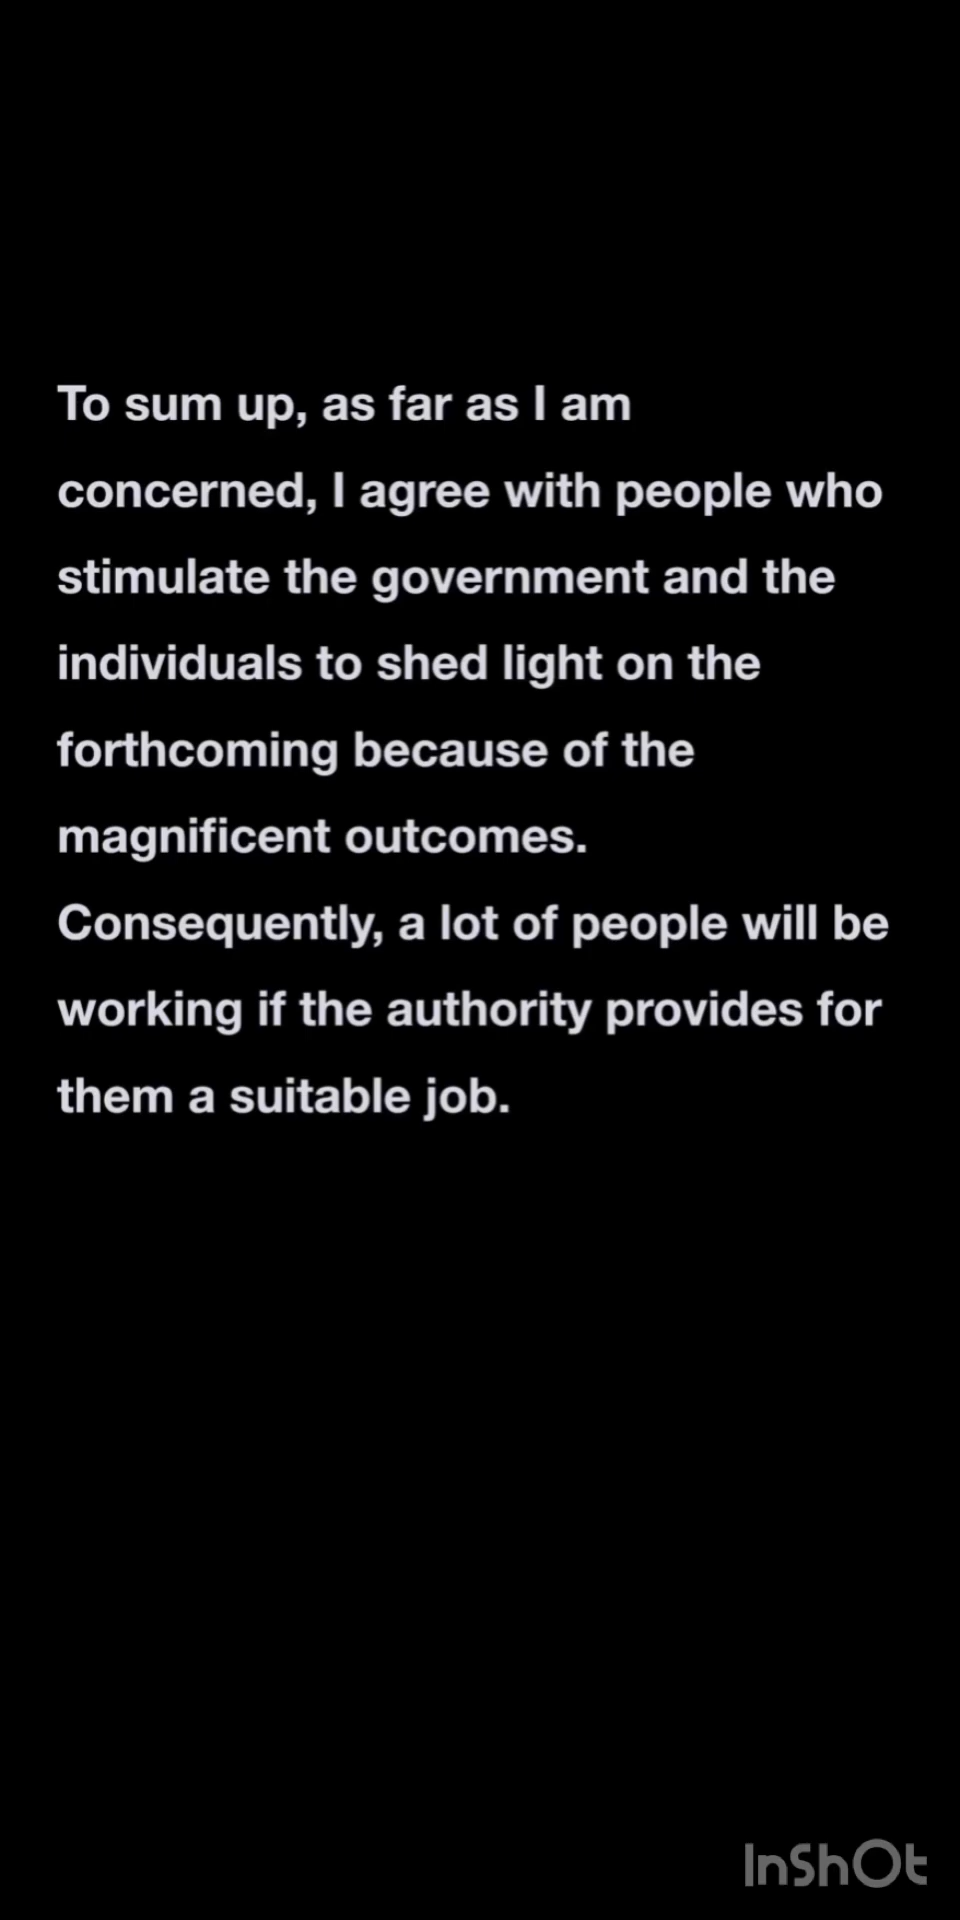 To sum up, as far as I am
concerned, I agree with people who
stimulate the government and the
individuals to shed light on the
forthcoming because of the
magnificent outcomes.
Consequently, a lot of people will be
working if the authority provides for
them a suitable job.
InShOt